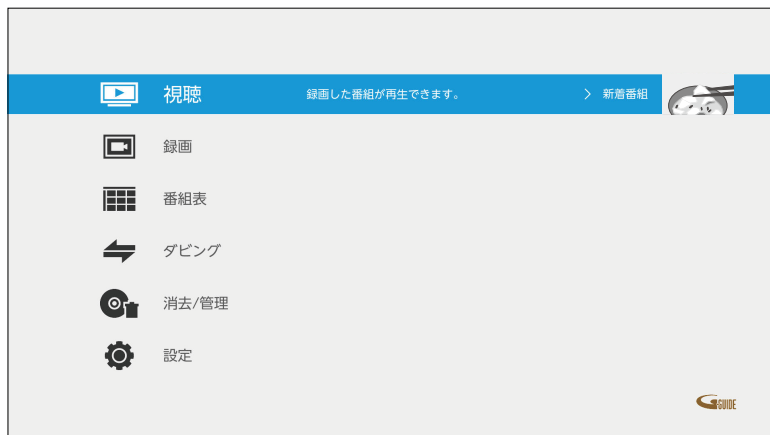 視聴 録画した番組が再生できます。 > 新着番組
録画
番組表
ダビング
消去/管理
設定
G-GUIDE